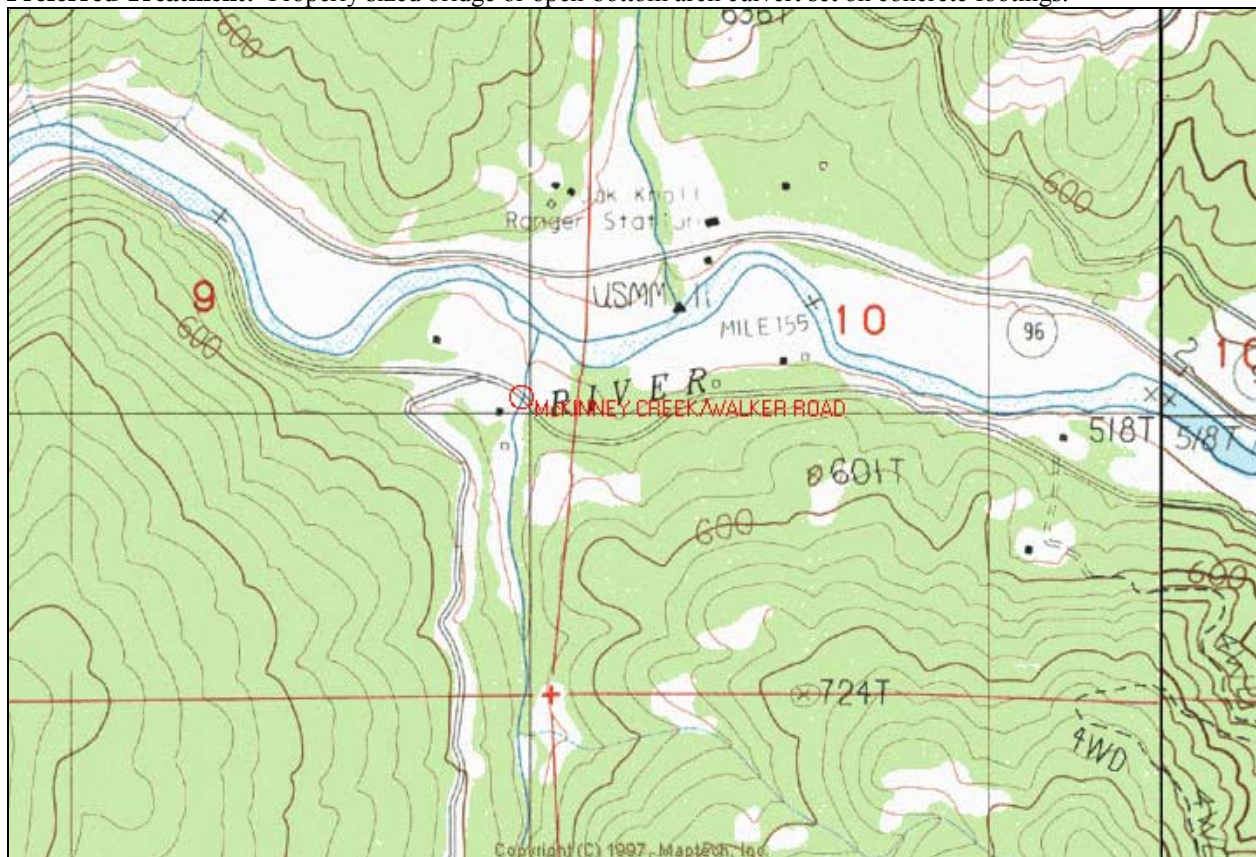 Preferred Treatment: Properly sized bridge or open bottom arch culvert set on concrete footings.
600
600
Ranger Station
USMM
MILE 155
9
10
96
600
RIVER
MCKINNEY CREEK/WALKER ROAD
518T
518T
601T
600
600
724T
4WD
4WD
Copyright (C) 1997, Maptech, Inc.